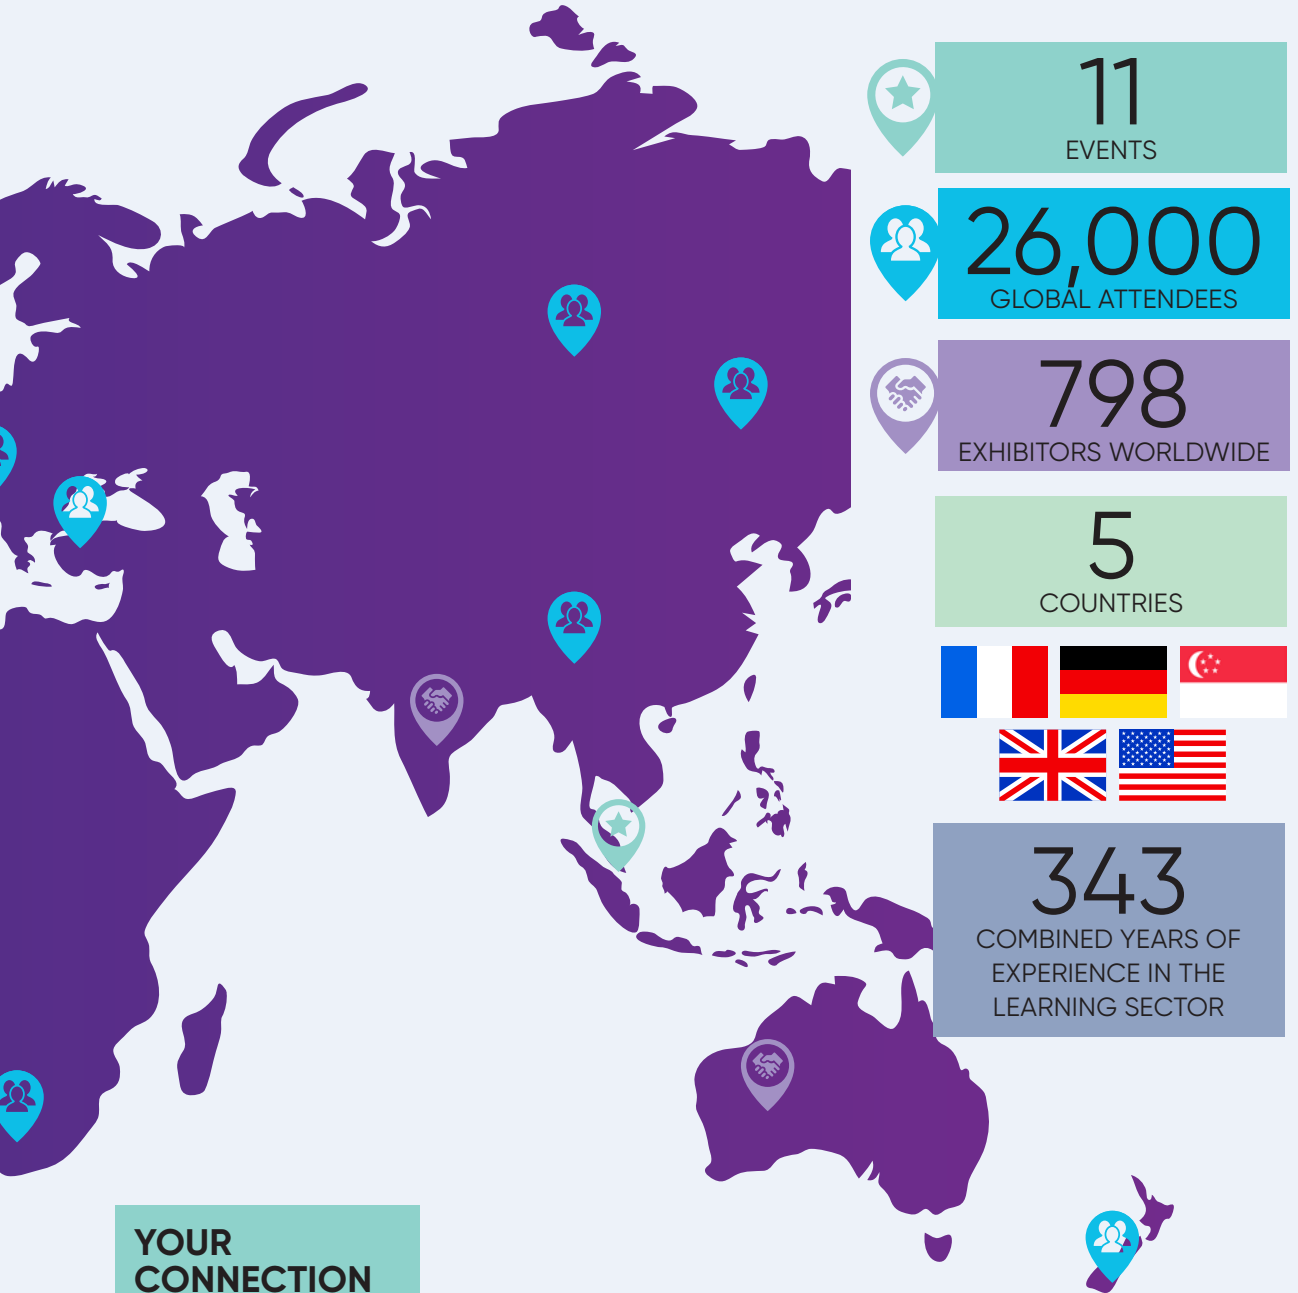 11
EVENTS
26,000
GLOBAL ATTENDEES
798
EXHIBITORS WORLDWIDE
5
COUNTRIES
343
COMBINED YEARS OF
EXPERIENCE IN THE
LEARNING SECTOR
YOUR
CONNECTION